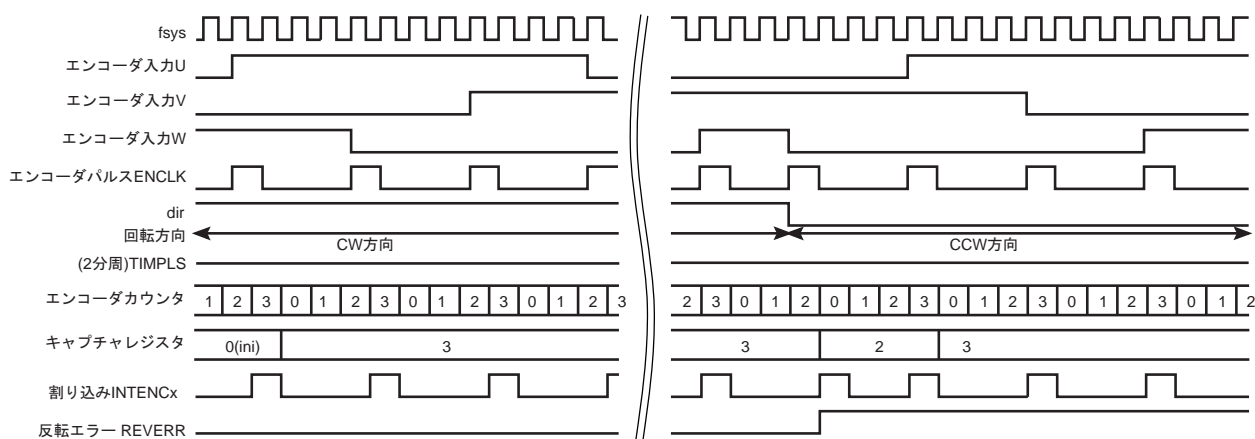 fsys
エンコーダ入力U
エンコーダ入力V
エンコーダ入力W
エンコーダパルスENCLK
dir
回転方向 CW方向 CCW方向
(2分周)TIMPLS
エンコーダカウンタ 1 2 3 0 1 2 3 0 1 2 3 0 1 2 3 2 3 0 1 2 0 1 2 3 0 1 2 3 0 1 2 3 0 1 2
キャプチャレジスタ 0(ini) 3 3 2 3
割り込みINTENCx
反転エラー REVERR